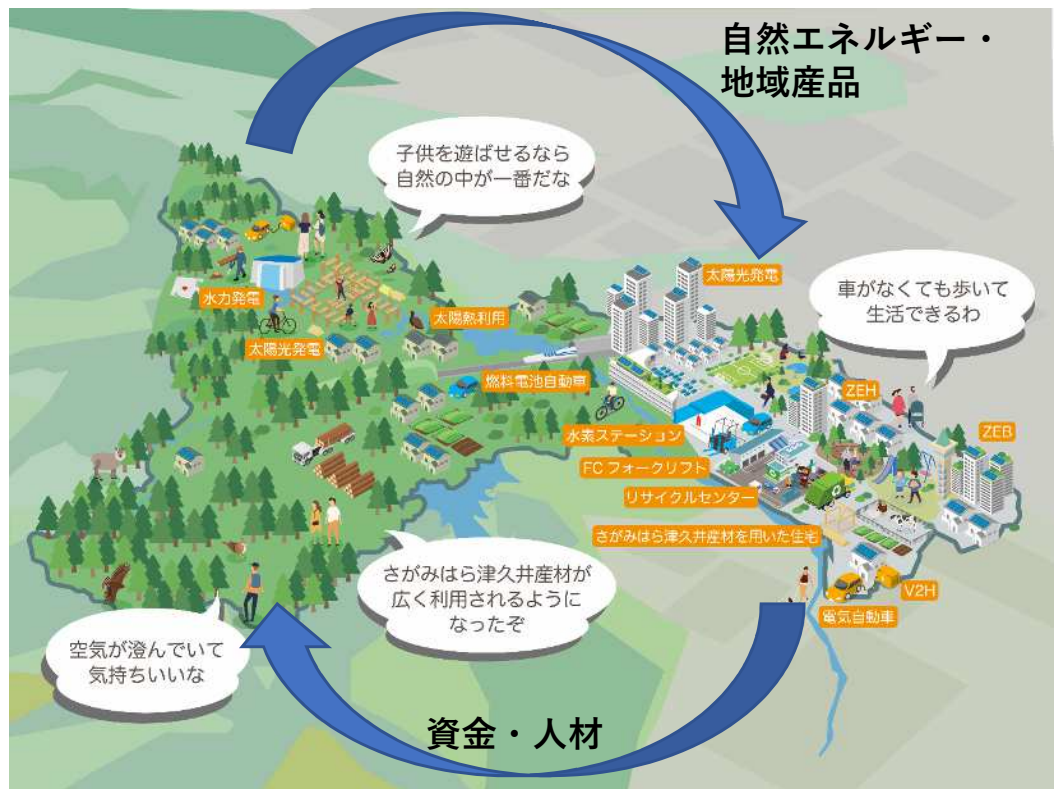 自然エネルギー・
地域産品
子供を遊ばせるなら
自然の中が一番だな
太陽光発電
車がなくても歩いて
生活できるわ
水力発電
太陽熱利用
太陽光発電
燃料電池自動車
ZEH
水素ステーション
ZEB
FCフォークリフト
リサイクルセンター
さがみはら津久井産材を用いた住宅
さがみはら津久井産材が
広く利用されるように
なったぞ
V2H
電気自動車
空気が澄んでいて
気持ちいいな
資金・人材